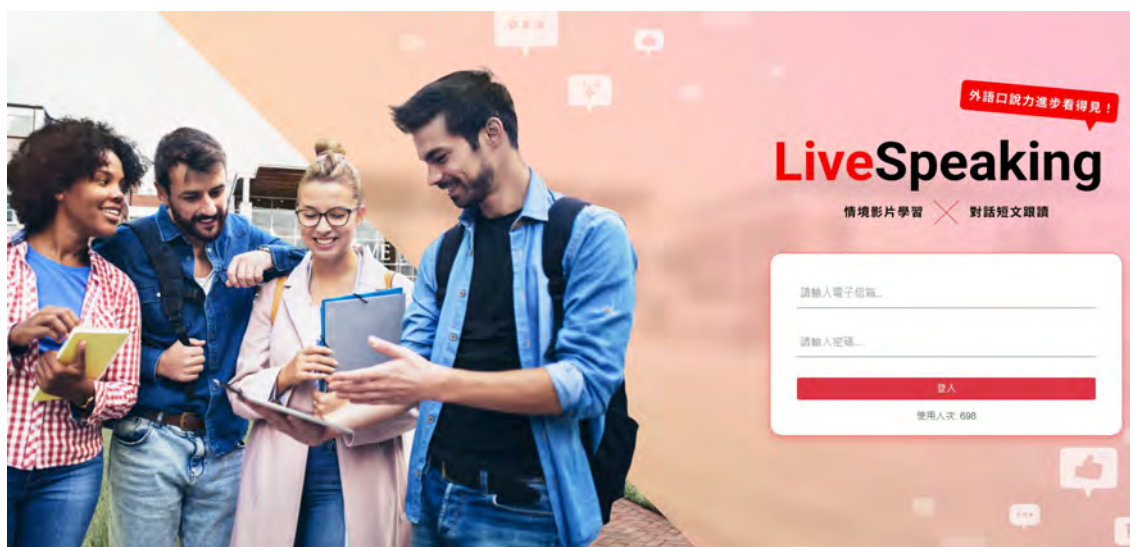 外語口說力進步看得見！
LiveSpeaking
情境影片學習 對話短文跟讀
請輸入電子信箱...
請輸入密碼...
登入
使用人次: 698